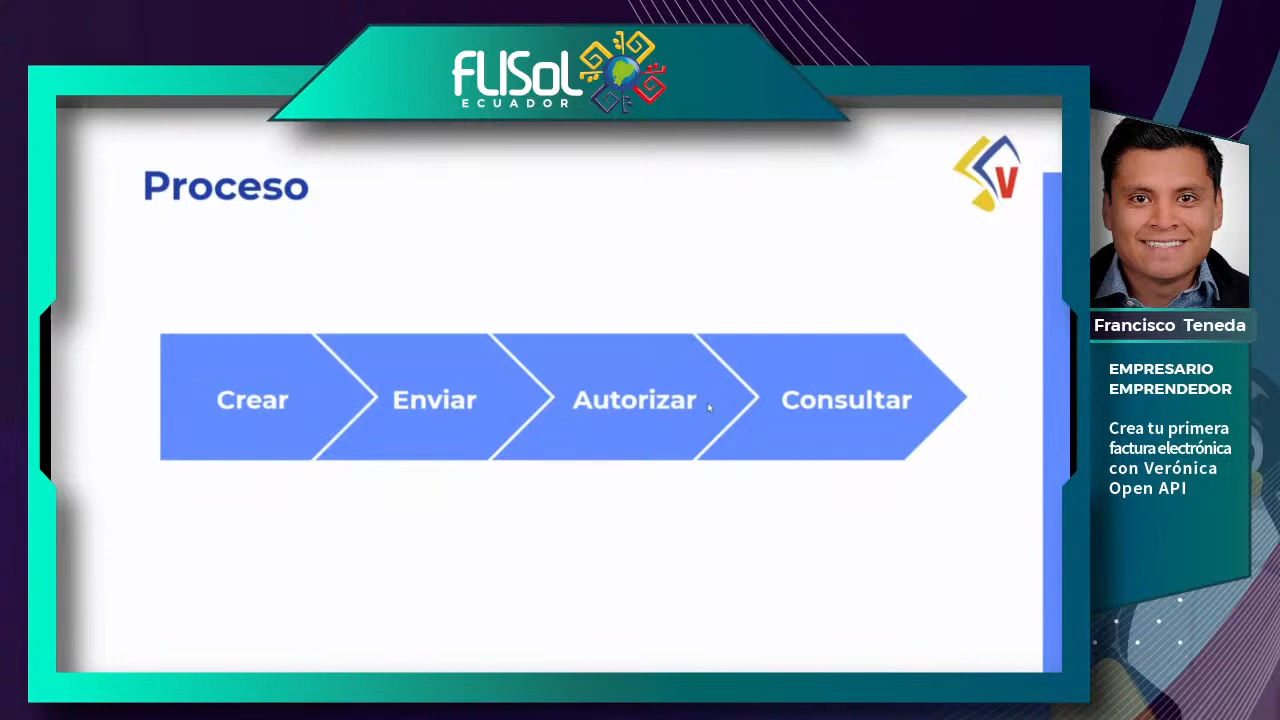 FLISoL
ECUADOR
Proceso
V
Crear
Enviar
Autorizar
Consultar
Francisco Teneda
EMPRESARIO
EMPRENDEDOR
Crea tu primera
factura electrónica
con Verónica
Open API